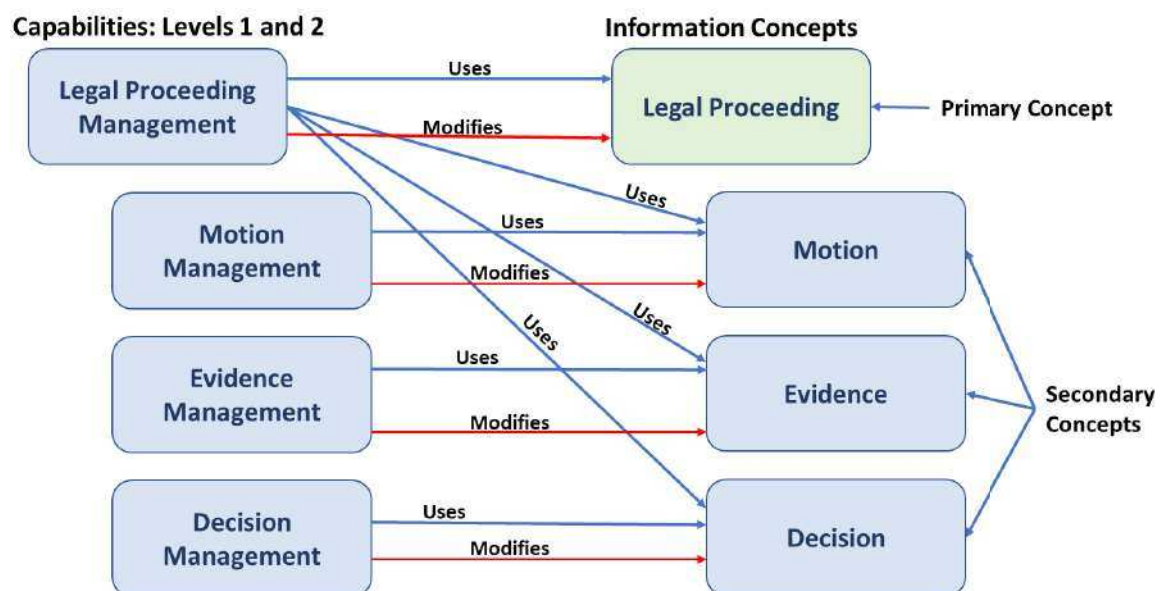 Capabilities: Levels 1 and 2
Information Concepts
Legal Proceeding
Management
Uses
Modifies
Legal Proceeding
Primary Concept
Uses
Motion
Management
Uses
Modifies
Motion
Uses
Uses
Evidence
Management
Uses
Modifies
Evidence
Secondary
Concepts
Decision
Management
Uses
Modifies
Decision